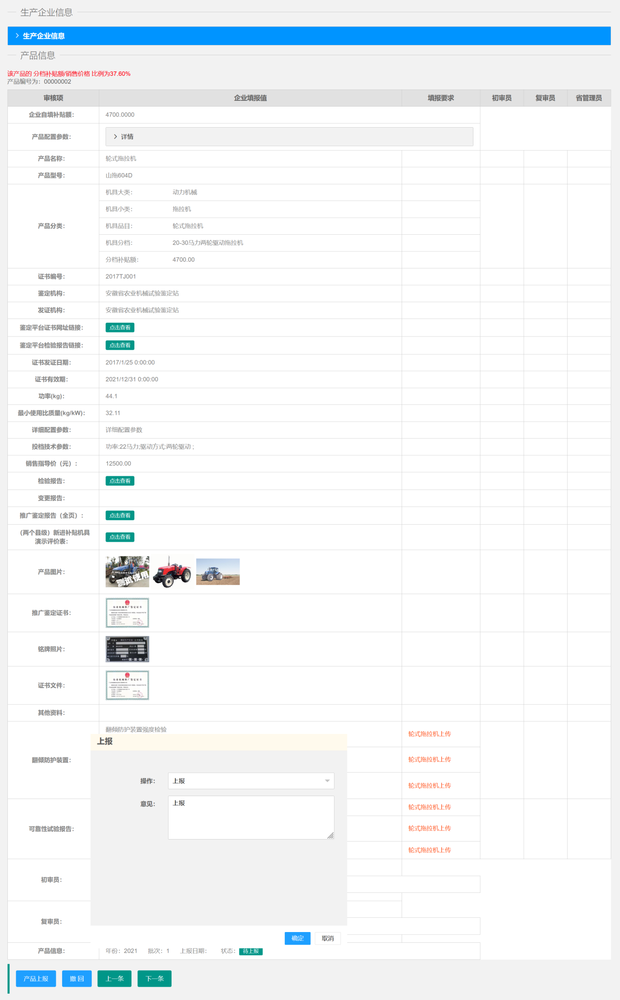 生产企业信息
生产企业信息
产品信息
该产品的 分档补贴额/销售价格 比例为37.60%
产品编号为：00000002
审核项 企业填报值 填报要求 初审员 复审员 省管理员
企业自填补贴额： 4700.0000
产品配置参数： 详情
产品名称： 轮式拖拉机
产品型号： 山拖604D
产品分类：
机具大类： 动力机械
机具小类： 拖拉机
机具品目： 轮式拖拉机
机具分档： 20-30马力两轮驱动拖拉机
分档补贴额： 4700.00
证书编号： 2017TJ001
鉴定机构： 安徽省农业机械试验鉴定站
发证机构： 安徽省农业机械试验鉴定站
鉴定平台证书网址链接： 点击查看
鉴定平台检验报告链接： 点击查看
证书发证日期： 2017/1/25 0:00:00
证书有效期： 2021/12/31 0:00:00
功率(kg)： 44.1
最小使用比质量(kg/kW)： 32.11
详细配置参数： 详细配置参数
投档技术参数： 功率:22马力;驱动方式:两轮驱动 ;
销售指导价（元）： 12500.00
检验报告： 点击查看
变更报告：
推广鉴定报告（全页）： 点击查看
（两个县级）新进补贴机具
演示评价表： 点击查看
产品图片：
测试使用
推广鉴定证书：
农业机械推广鉴定证书
铭牌照片：
证书文件：
农业机械推广鉴定证书
其他资料：
翻倾防护装置：
翻倾防护装置强度检验 轮式拖拉机上传
轮式拖拉机上传
轮式拖拉机上传
可靠性试验报告：
轮式拖拉机上传
轮式拖拉机上传
轮式拖拉机上传
上报
操作： 上报
意见： 上报
确定 取消
初审员：
复审员：
产品信息： 年份：2021 批次：1 上报日期： 状态： 待上报
产品上报 撤 回 上一条 下一条